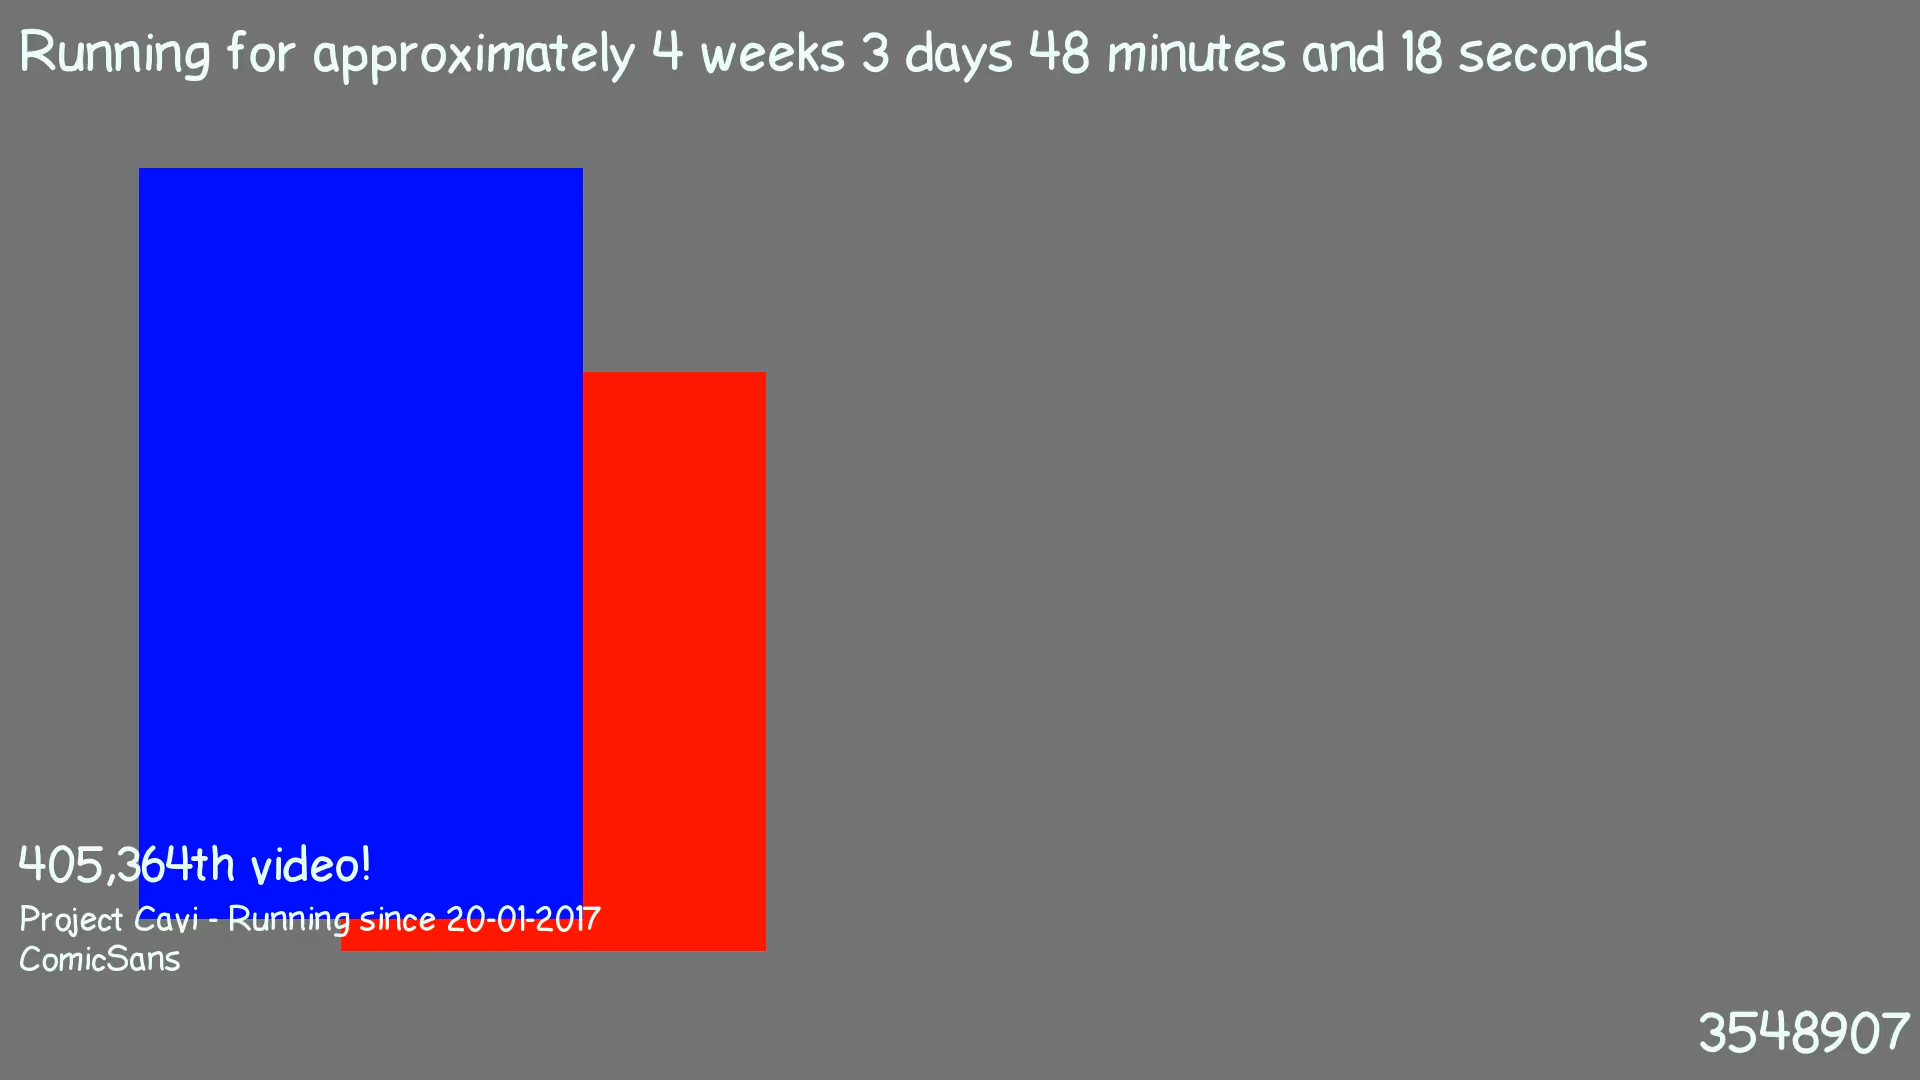 Running for approximately 4 weeks 3 days 48 minutes and 18 seconds
405,364th video!
Project Cavi - Running since 20-01-2017
ComicSans
3548907